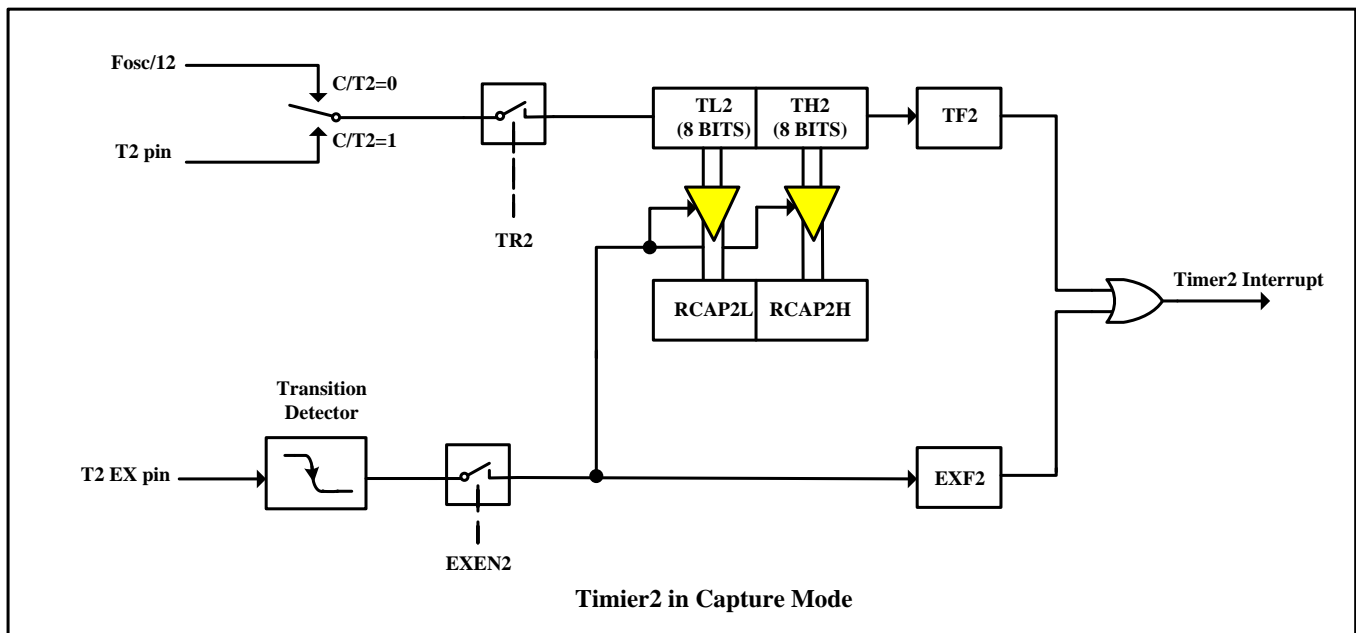 Fosc/12
C/T2=0
C/T2=1
T2 pin
TR2
TL2
(8 BITS)
TH2
(8 BITS)
TF2
RCAP2L
RCAP2H
Timer2 Interrupt
Transition
Detector
T2 EX pin
EXEN2
EXF2
Timier2 in Capture Mode